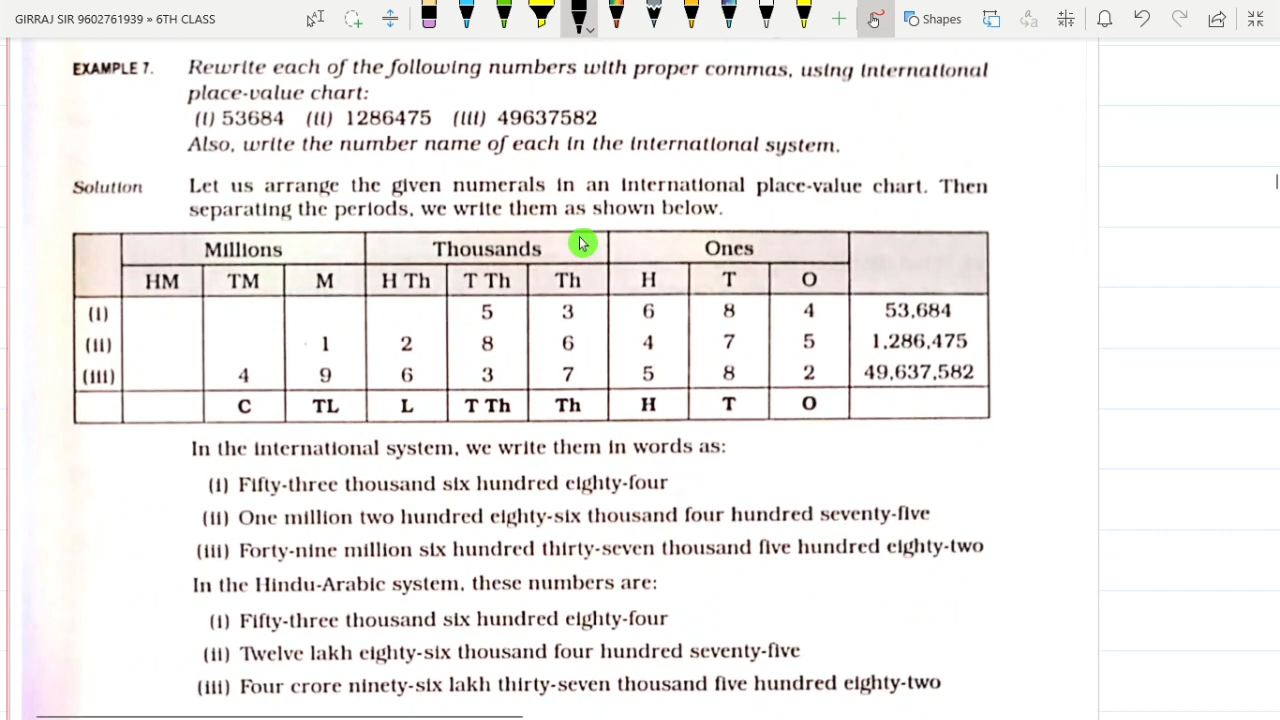 GIRRAJ SIR 9602761939 » 6TH CLASS
Shapes
EXAMPLE 7. Rewrite each of the following numbers with proper commas, using international
place-value chart:
(i) 53684 (ii) 1286475 (iii) 49637582
Also, write the number name of each in the international system.
Solution Let us arrange the given numerals in an international place-value chart. Then
separating the periods, we write them as shown below.
Millions Thousands Ones
HM TM M H Th T Th Th H T O
(i) 5 3 6 8 4 53,684
(ii) 1 2 8 6 4 7 5 1,286,475
(iii) 4 9 6 3 7 5 8 2 49,637,582
C TL L T Th Th H T O
In the international system, we write them in words as:
(i) Fifty-three thousand six hundred eighty-four
(ii) One million two hundred eighty-six thousand four hundred seventy-five
(iii) Forty-nine million six hundred thirty-seven thousand five hundred eighty-two
In the Hindu-Arabic system, these numbers are:
(i) Fifty-three thousand six hundred eighty-four
(ii) Twelve lakh eighty-six thousand four hundred seventy-five
(iii) Four crore ninety-six lakh thirty-seven thousand five hundred eighty-two